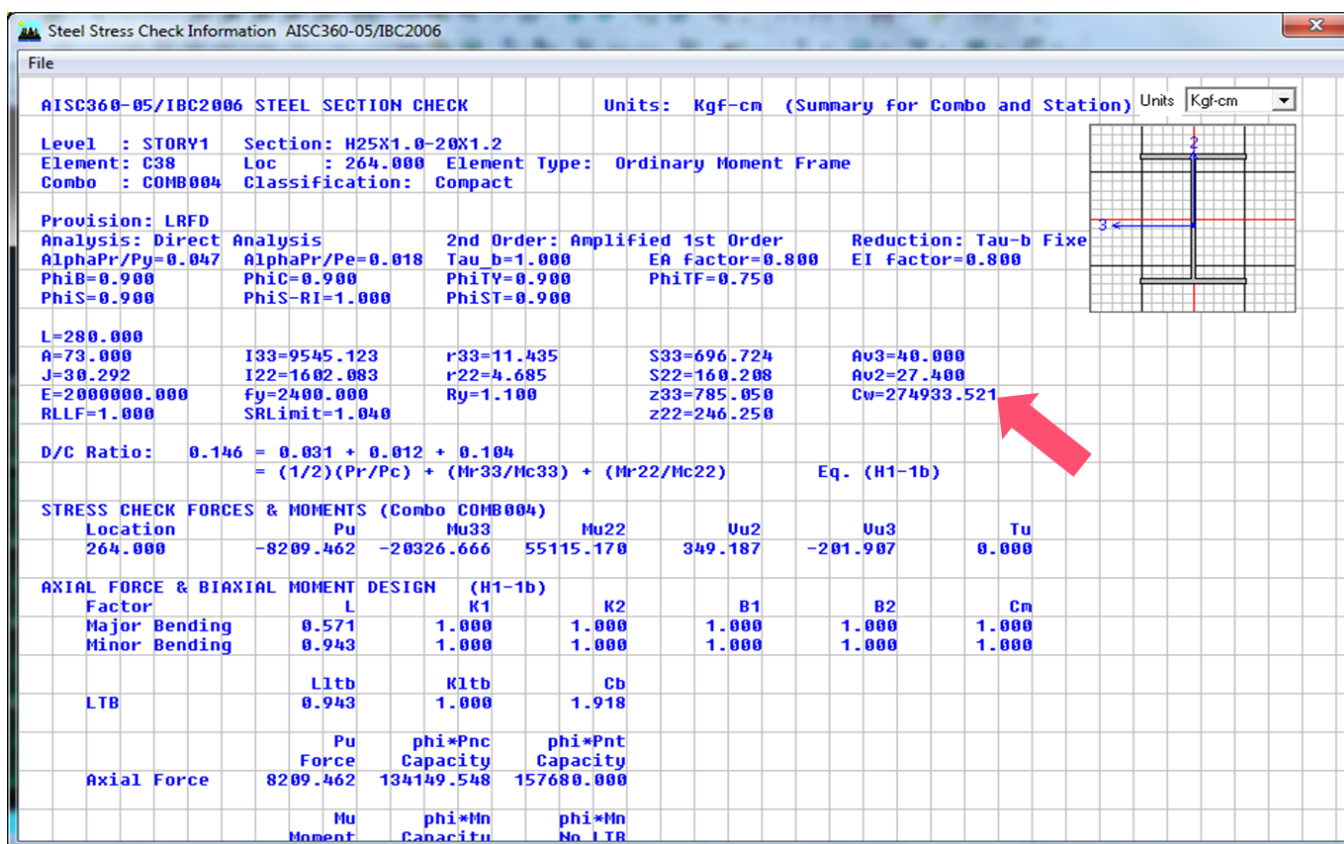 Steel Stress Check Information AISC360-05/IBC2006
File
AISC360-05/IBC2006 STEEL SECTION CHECK Units: Kgf-cm (Summary for Combo and Station) Units Kgf-cm
Level : STORY1 Section: H25X1.0-20X1.2
Element: C38 Loc : 264.000 Element Type: Ordinary Moment Frame
Combo : COMB004 Classification: Compact
2
3
Provision: LRFD
Analysis: Direct Analysis 2nd Order: Amplified 1st Order Reduction: Tau-b Fixe
AlphaPr/Py=0.047 AlphaPr/Pe=0.018 Tau_b=1.000 EA factor=0.800 EI factor=0.800
PhiB=0.900 PhiC=0.900 PhiTY=0.900 PhiTF=0.750
PhiS=0.900 PhiS-RI=1.000 PhiST=0.900
L=280.000
A=73.000 I33=9545.123 r33=11.435 S33=696.724 Av3=40.000
J=30.292 I22=1602.083 r22=4.685 S22=160.208 Av2=27.400
E=2000000.000 fy=2400.000 Ry=1.100 z33=785.050 Cw=274933.521
RLLF=1.000 SRLimit=1.040 z22=246.250
D/C Ratio: 0.146 = 0.031 + 0.012 + 0.104
= (1/2)(Pr/Pc) + (Mr33/Mc33) + (Mr22/Mc22) Eq. (H1-1b)
STRESS CHECK FORCES & MOMENTS (Combo COMB004)
Location Pu Mu33 Mu22 Vu2 Vu3 Tu
264.000 -8209.462 -20326.666 55115.170 349.187 -201.907 0.000
AXIAL FORCE & BIAXIAL MOMENT DESIGN (H1-1b)
Factor L K1 K2 B1 B2 Cm
Major Bending 0.571 1.000 1.000 1.000 1.000 1.000
Minor Bending 0.943 1.000 1.000 1.000 1.000 1.000
Lltb Kltb Cb
LTB 0.943 1.000 1.918
Pu phi*Pnc phi*Pnt
Force Capacity Capacity
Axial Force 8209.462 134149.548 157680.000
Mu phi*Mn phi*Mn
Moment Capacity No LTB